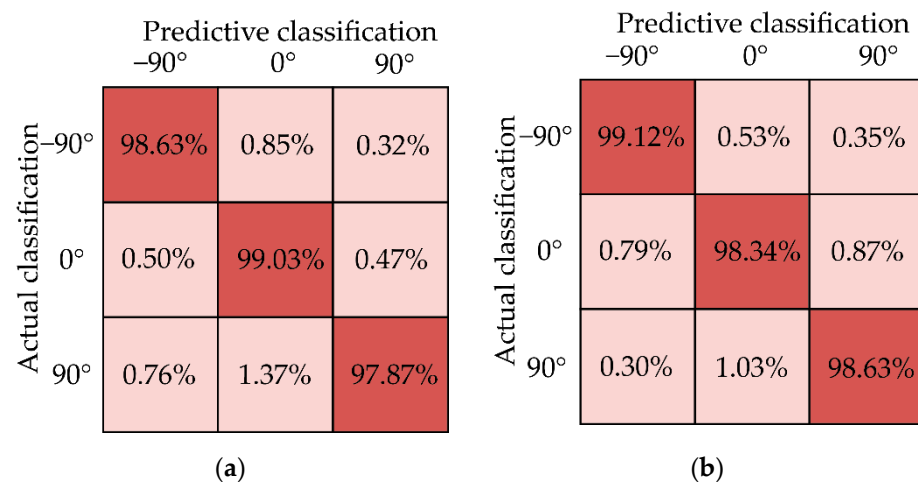 Predictive classification
−90° 0° 90°
Actual classification
−90° 98.63% 0.85% 0.32%
0° 0.50% 99.03% 0.47%
90° 0.76% 1.37% 97.87%
(a)
Predictive classification
−90° 0° 90°
Actual classification
−90° 99.12% 0.53% 0.35%
0° 0.79% 98.34% 0.87%
90° 0.30% 1.03% 98.63%
(b)